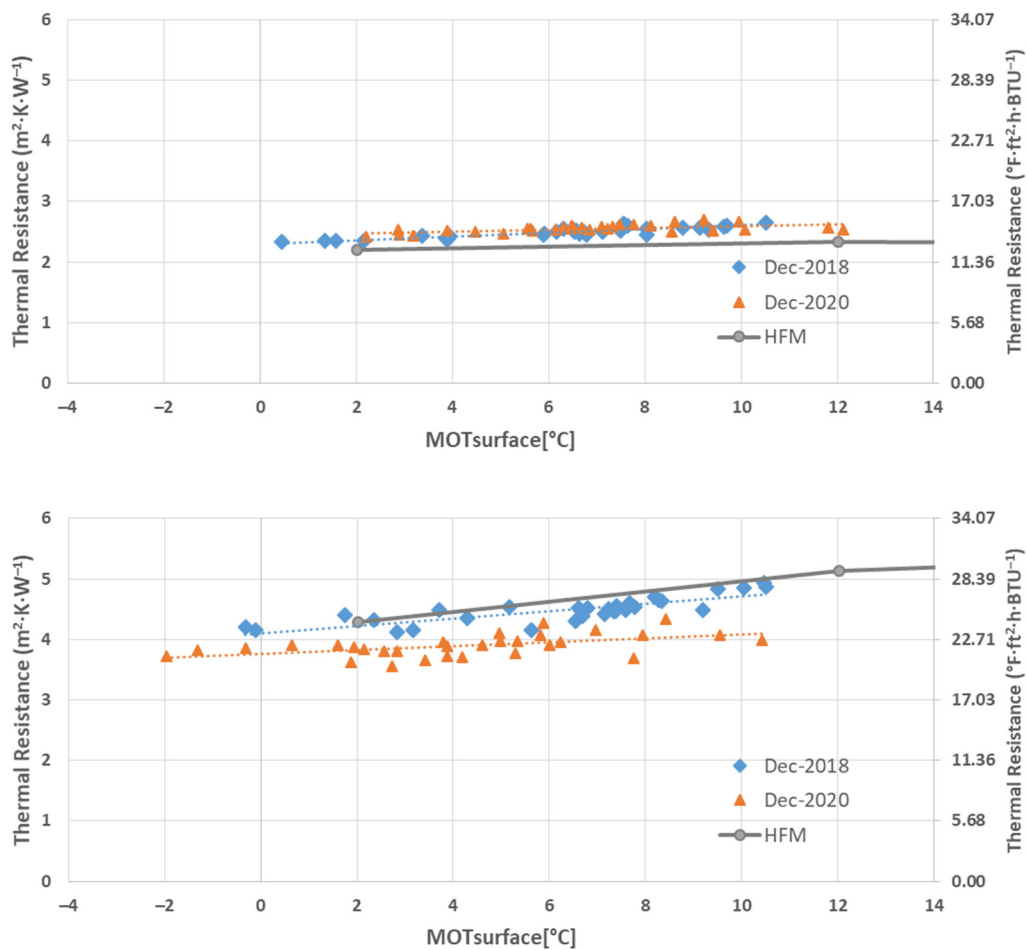 6 34.07
5 28.39
4 22.71
3 17.03
2 11.36
1 5.68
0 0.00
Thermal Resistance (m²·K·W⁻¹)
Thermal Resistance (°F·ft²·h·BTU⁻¹)
Dec-2018
Dec-2020
HFM
–4 –2 0 2 4 6 8 10 12 14
MOTsurface[°C]
6 34.07
5 28.39
4 22.71
3 17.03
2 11.36
1 5.68
0 0.00
Thermal Resistance (m²·K·W⁻¹)
Thermal Resistance (°F·ft²·h·BTU⁻¹)
Dec-2018
Dec-2020
HFM
–4 –2 0 2 4 6 8 10 12 14
MOTsurface[°C]